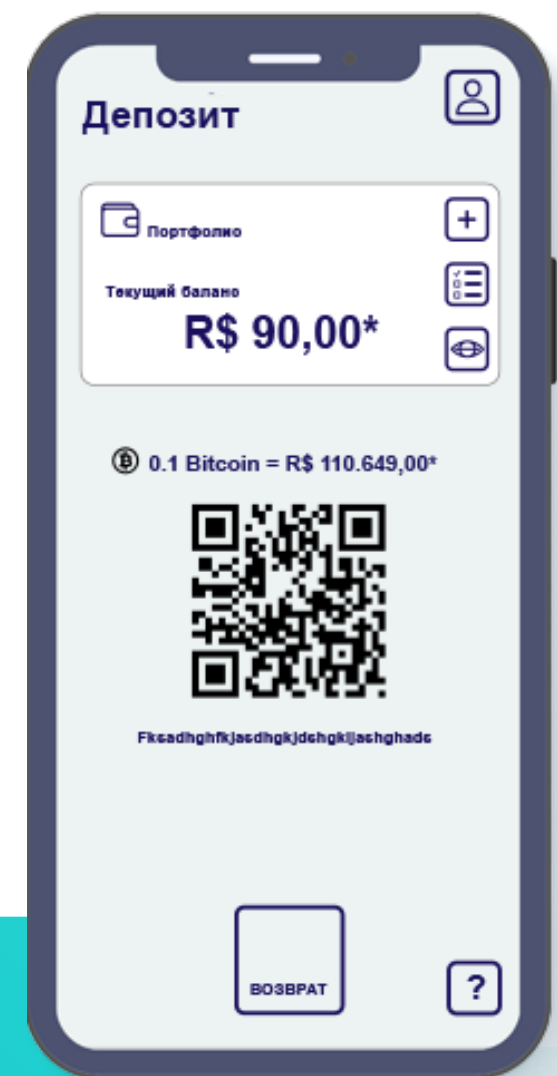 Депозит
Портфолио
Текущий балано
R$ 90,00*
0.1 Bitcoin = R$ 110.649,00*
Fksadhghfkjasdhgkjdshgkljashghads
ВОЗВРАТ
?